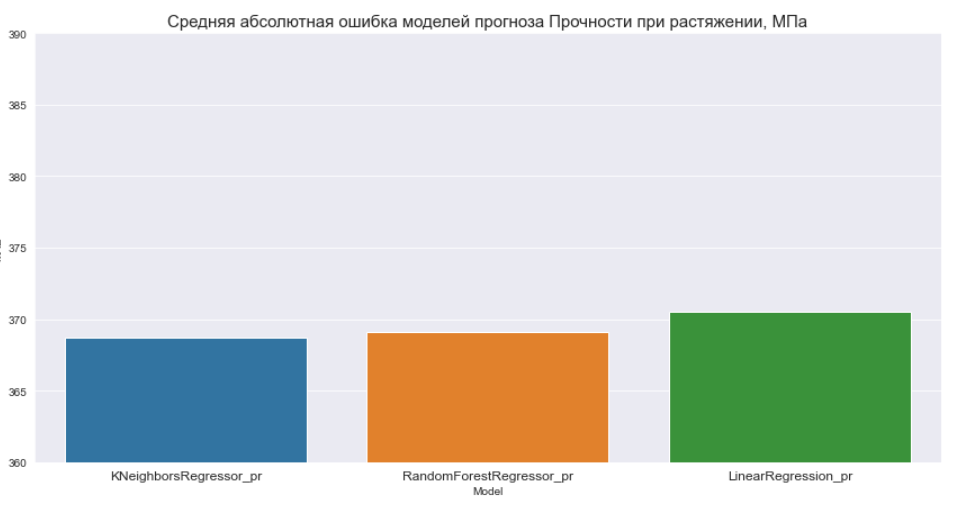 Средняя абсолютная ошибка моделей прогноза Прочности при растяжении, МПа
390
385
380
375
370
365
360
KNeighborsRegressor_pr RandomForestRegressor_pr LinearRegression_pr
Model